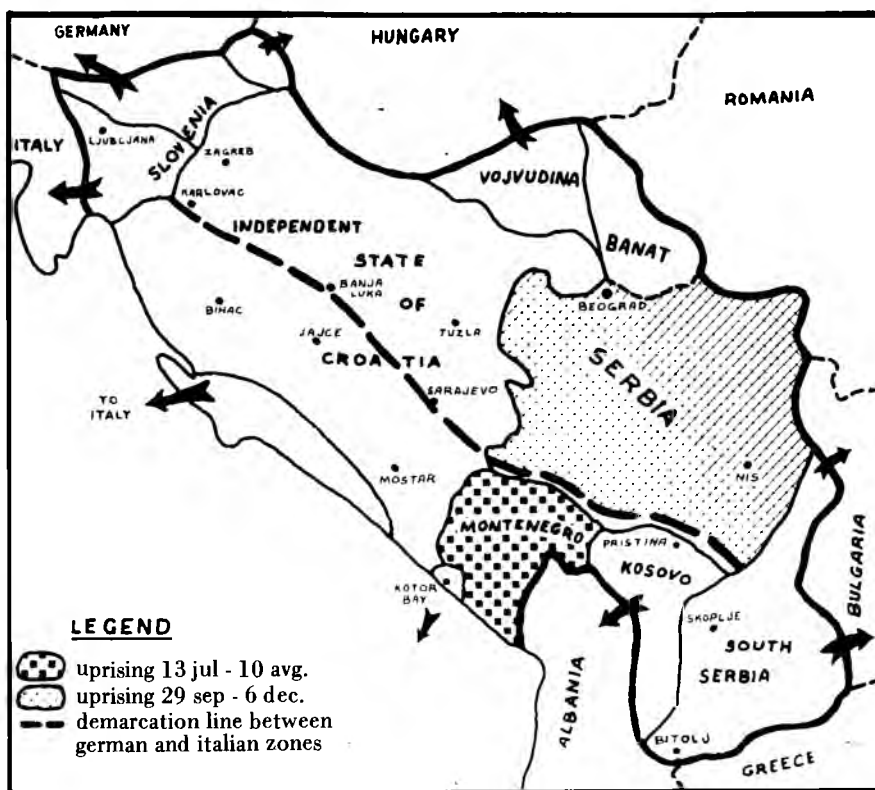 GERMANY
HUNGARY
ROMANIA
ITALY
LJUBLJANA
SLOVENIA
ZAGREB
KARLOVAC
VOJVUDINA
BANAT
INDEPENDENT
STATE
OF
CROATIA
BANJA
LUKA
BIHAC
JAJCE
TUZLA
SARAJEVO
BEOGRAD
SERBIA
NIS
TO
ITALY
MOSTAR
MONTENEGRO
PRISTINA
KOSOVO
KOTOR
BAY
SKOPLJE
SOUTH
SERBIA
BULGARIA
ALBANIA
BITOLJ
GREECE
LEGEND
uprising 13 jul - 10 avg.
uprising 29 sep - 6 dec.
demarcation line between
german and italian zones